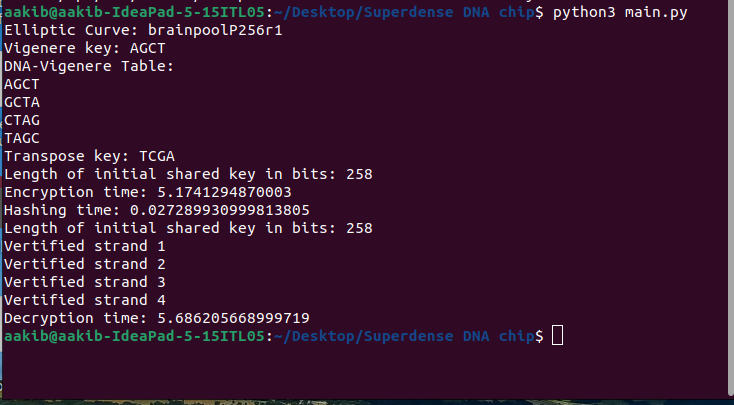 aakib@aakib-IdeaPad-5-15ITL05:~/Desktop/Superdense DNA chip$ python3 main.py
Elliptic Curve: brainpoolP256r1
Vigenere key: AGCT
DNA-Vigenere Table:
AGCT
GCTA
CTAG
TAGC
Transpose key: TCGA
Length of initial shared key in bits: 258
Encryption time: 5.1741294870003
Hashing time: 0.027289930999813805
Length of initial shared key in bits: 258
Vertified strand 1
Vertified strand 2
Vertified strand 3
Vertified strand 4
Decryption time: 5.686205668999719
aakib@aakib-IdeaPad-5-15ITL05:~/Desktop/Superdense DNA chip$